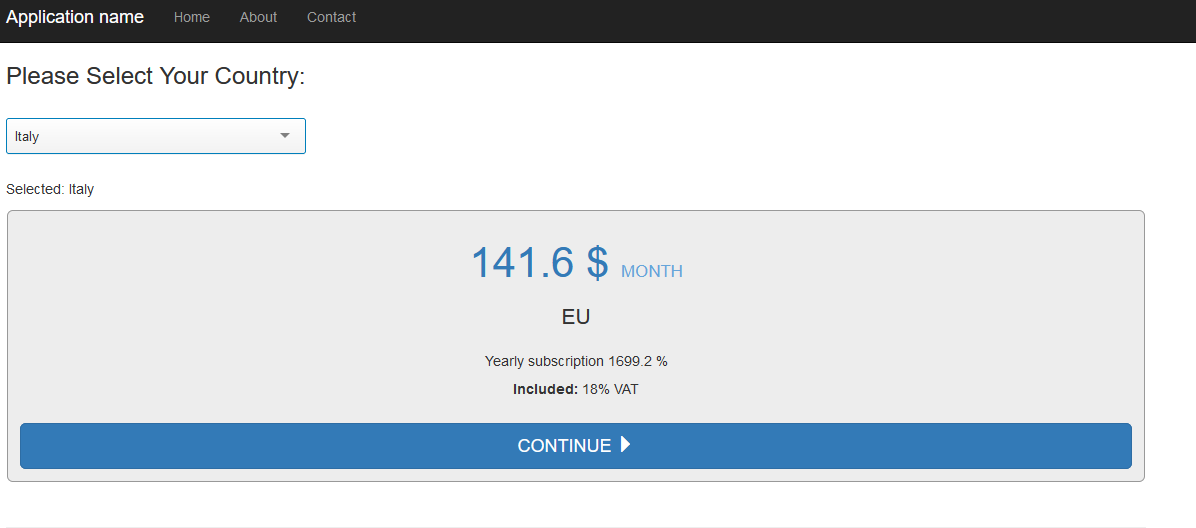 Application name Home About Contact
Please Select Your Country:
Italy
Selected: Italy
141.6 $ MONTH
EU
Yearly subscription 1699.2 %
Included: 18% VAT
CONTINUE